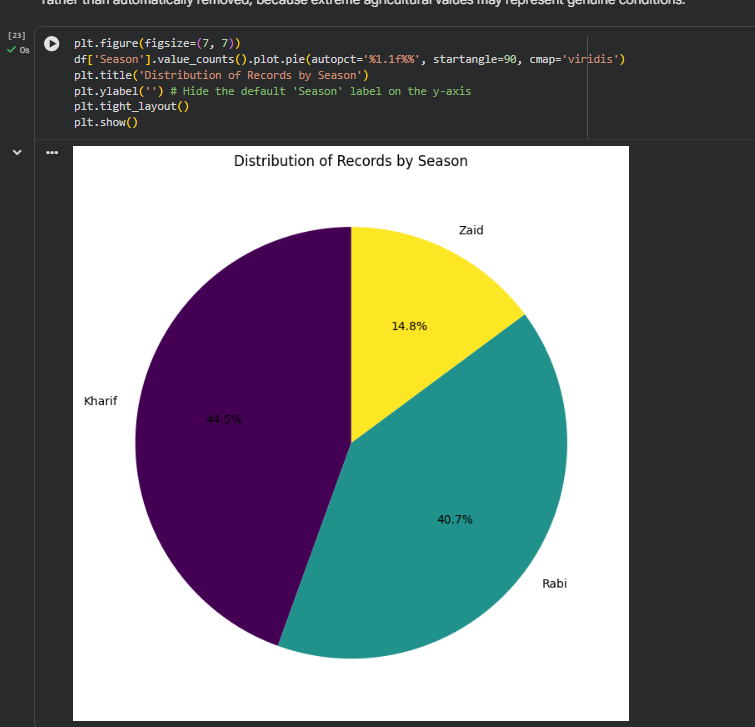 rather than automatically removed, because extreme agricultural values may represent genuine conditions.
[23]
0s
plt.figure(figsize=(7, 7))
df['Season'].value_counts().plot.pie(autopct='%1.1f%%', startangle=90, cmap='viridis')
plt.title('Distribution of Records by Season')
plt.ylabel('') # Hide the default 'Season' label on the y-axis
plt.tight_layout()
plt.show()
Distribution of Records by Season
Zaid
14.8%
Kharif
44.5%
40.7%
Rabi